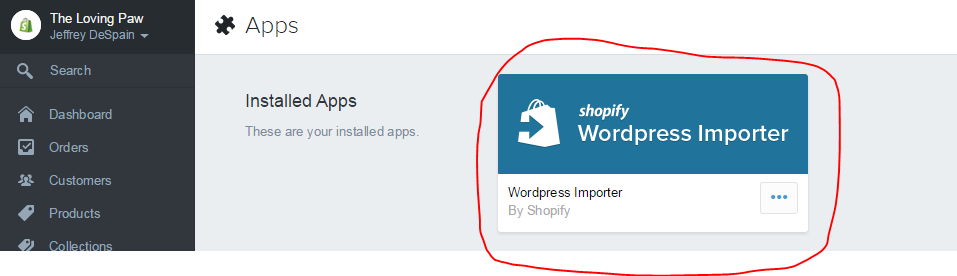 The Loving Paw
Jeffrey DeSpain
Search
Dashboard
Orders
Customers
Products
Collections
Apps
Installed Apps
These are your installed apps.
shopify
Wordpress Importer
Wordpress Importer
By Shopify